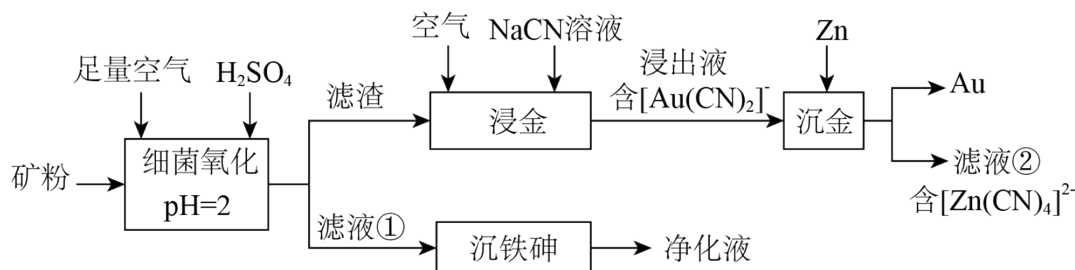 空气 NaCN溶液 Zn
足量空气 H₂SO₄
滤渣 浸金 浸出液 含[Au(CN)₂]⁻ 沉金 Au
矿粉 细菌氧化 pH=2
滤液② 含[Zn(CN)₄]²⁻
滤液① 沉铁砷 净化液